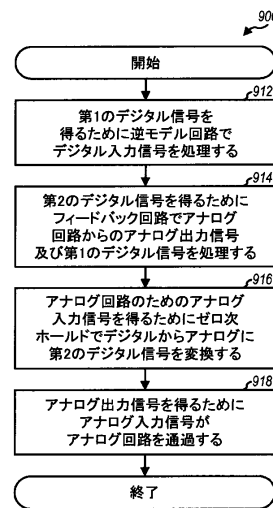 900
開始
912
第1のデジタル信号を
得るために逆モデル回路で
デジタル入力信号を処理する
914
第2のデジタル信号を得るために
フィードバック回路でアナログ
回路からのアナログ出力信号
及び第1のデジタル信号を処理する
916
アナログ回路のためのアナログ
入力信号を得るためにゼロ次
ホールドでデジタルからアナログに
第2のデジタル信号を変換する
918
アナログ出力信号を得るために
アナログ入力信号が
アナログ回路を通過する
終了